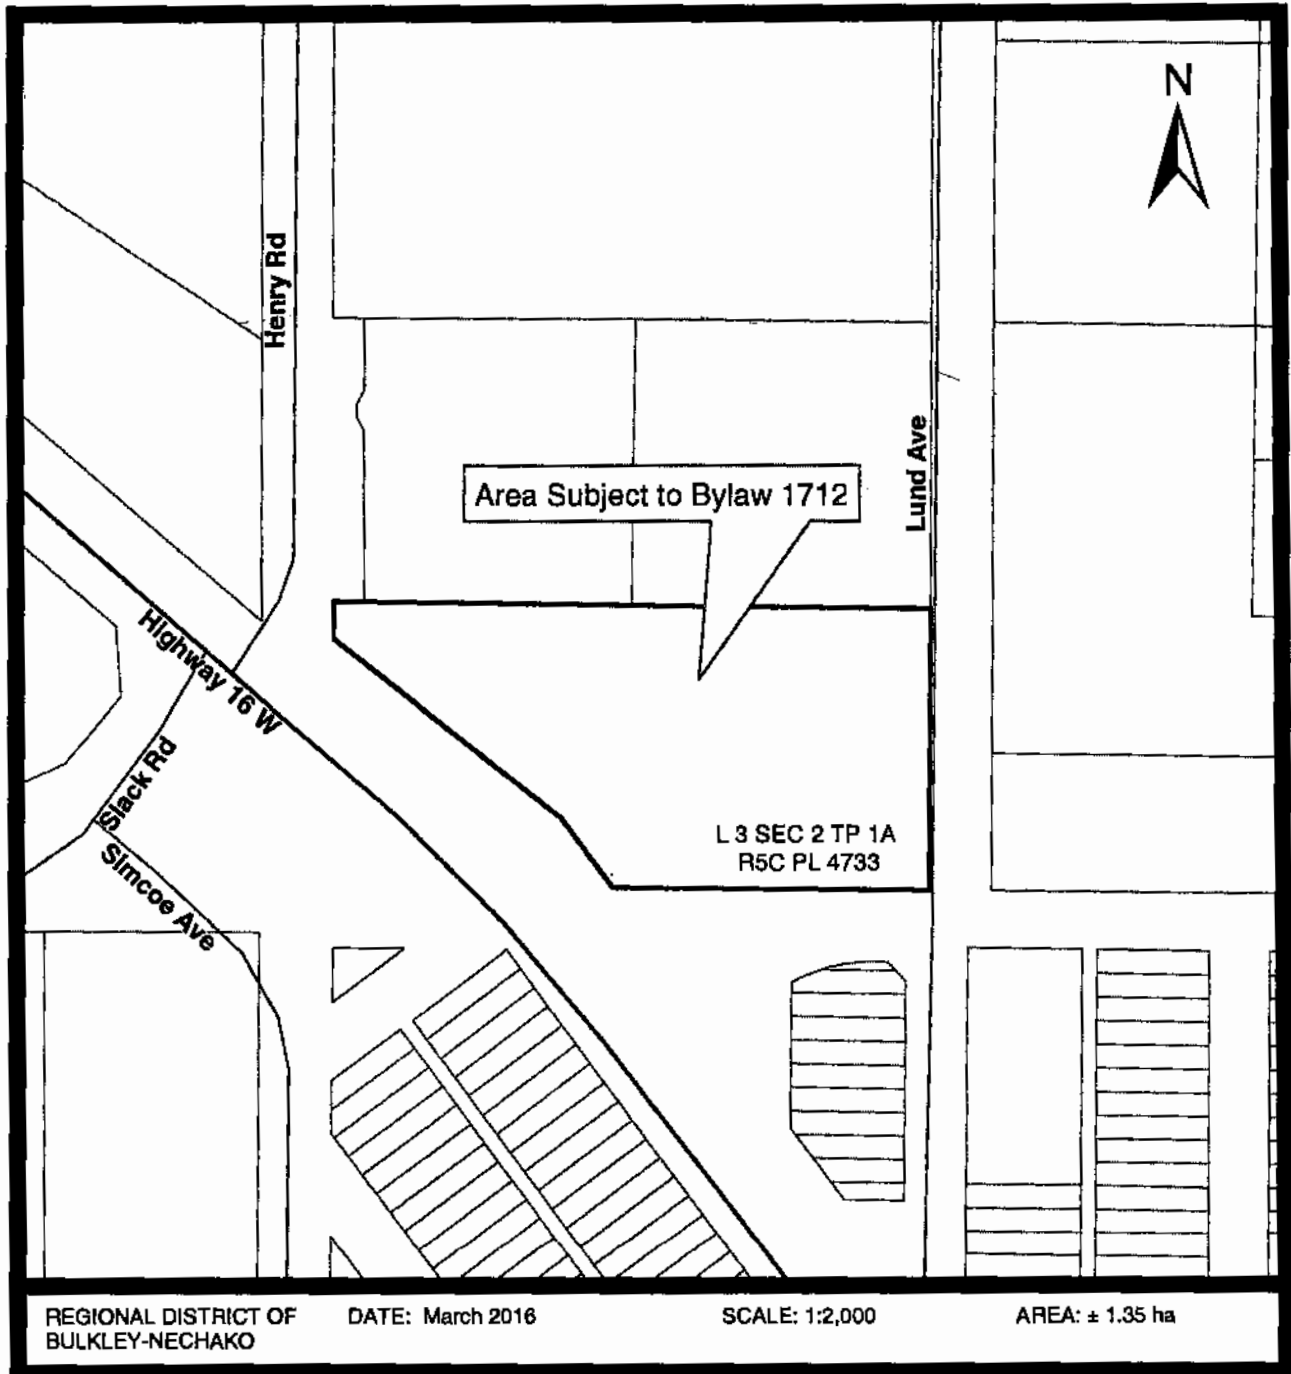 N
Henry Rd
Lund Ave
Area Subject to Bylaw 1712
Highway 16 W
Slack Rd
Simcoe Ave
L 3 SEC 2 TP 1A
R5C PL 4733
REGIONAL DISTRICT OF
BULKLEY-NECHAKO
DATE: March 2016
SCALE: 1:2,000
AREA: ± 1.35 ha